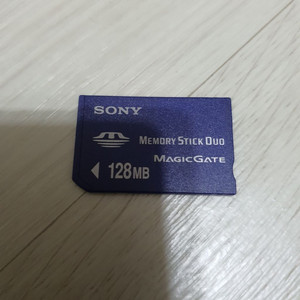 SONY
MEMORY STICK DUO
MAGICGATE
128MB